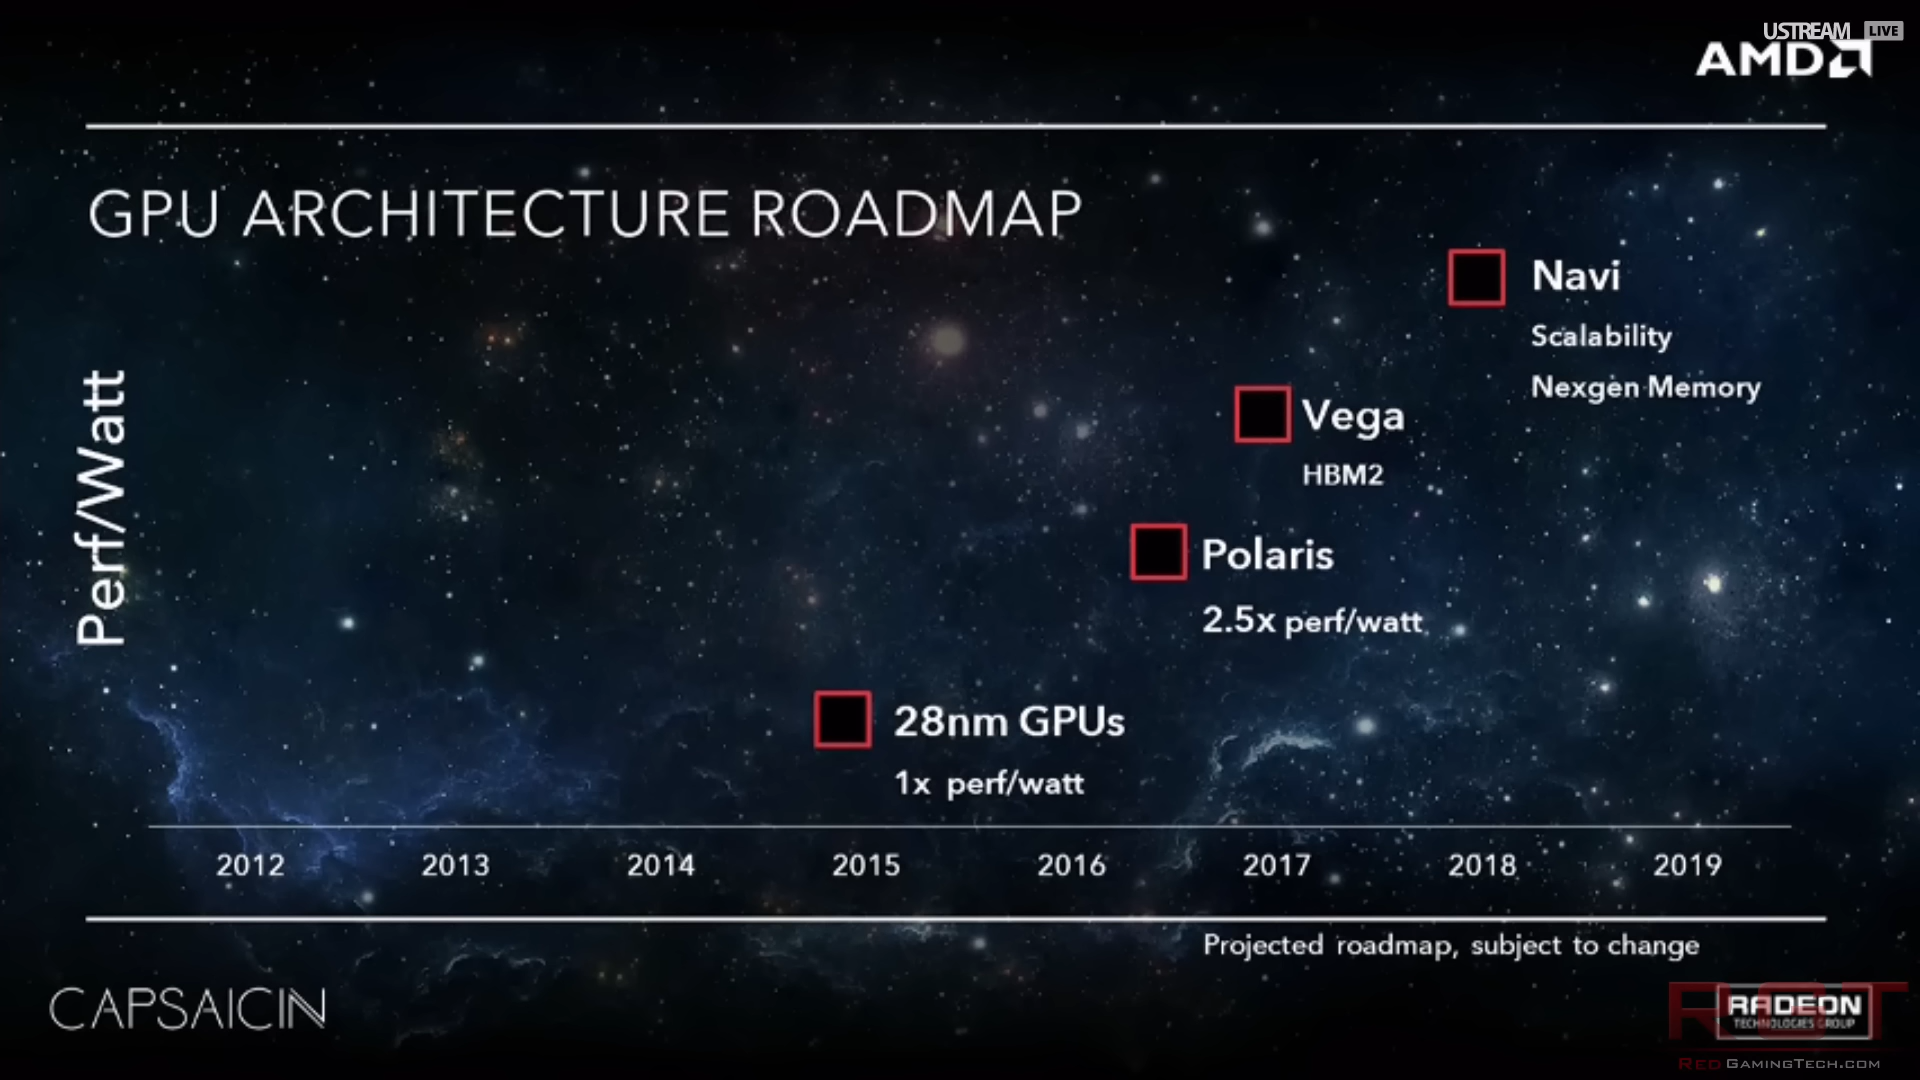 USTREAM LIVE
AMD
GPU ARCHITECTURE ROADMAP
Navi
Scalability
Nexgen Memory
Vega
HBM2
Polaris
2.5x perf/watt
28nm GPUs
1x perf/watt
Perf/Watt
2012 2013 2014 2015 2016 2017 2018 2019
Projected roadmap, subject to change
CAPSAICIN
RGT
RADEON
TECHNOLOGIES GROUP
REDGAMINGTECH.COM